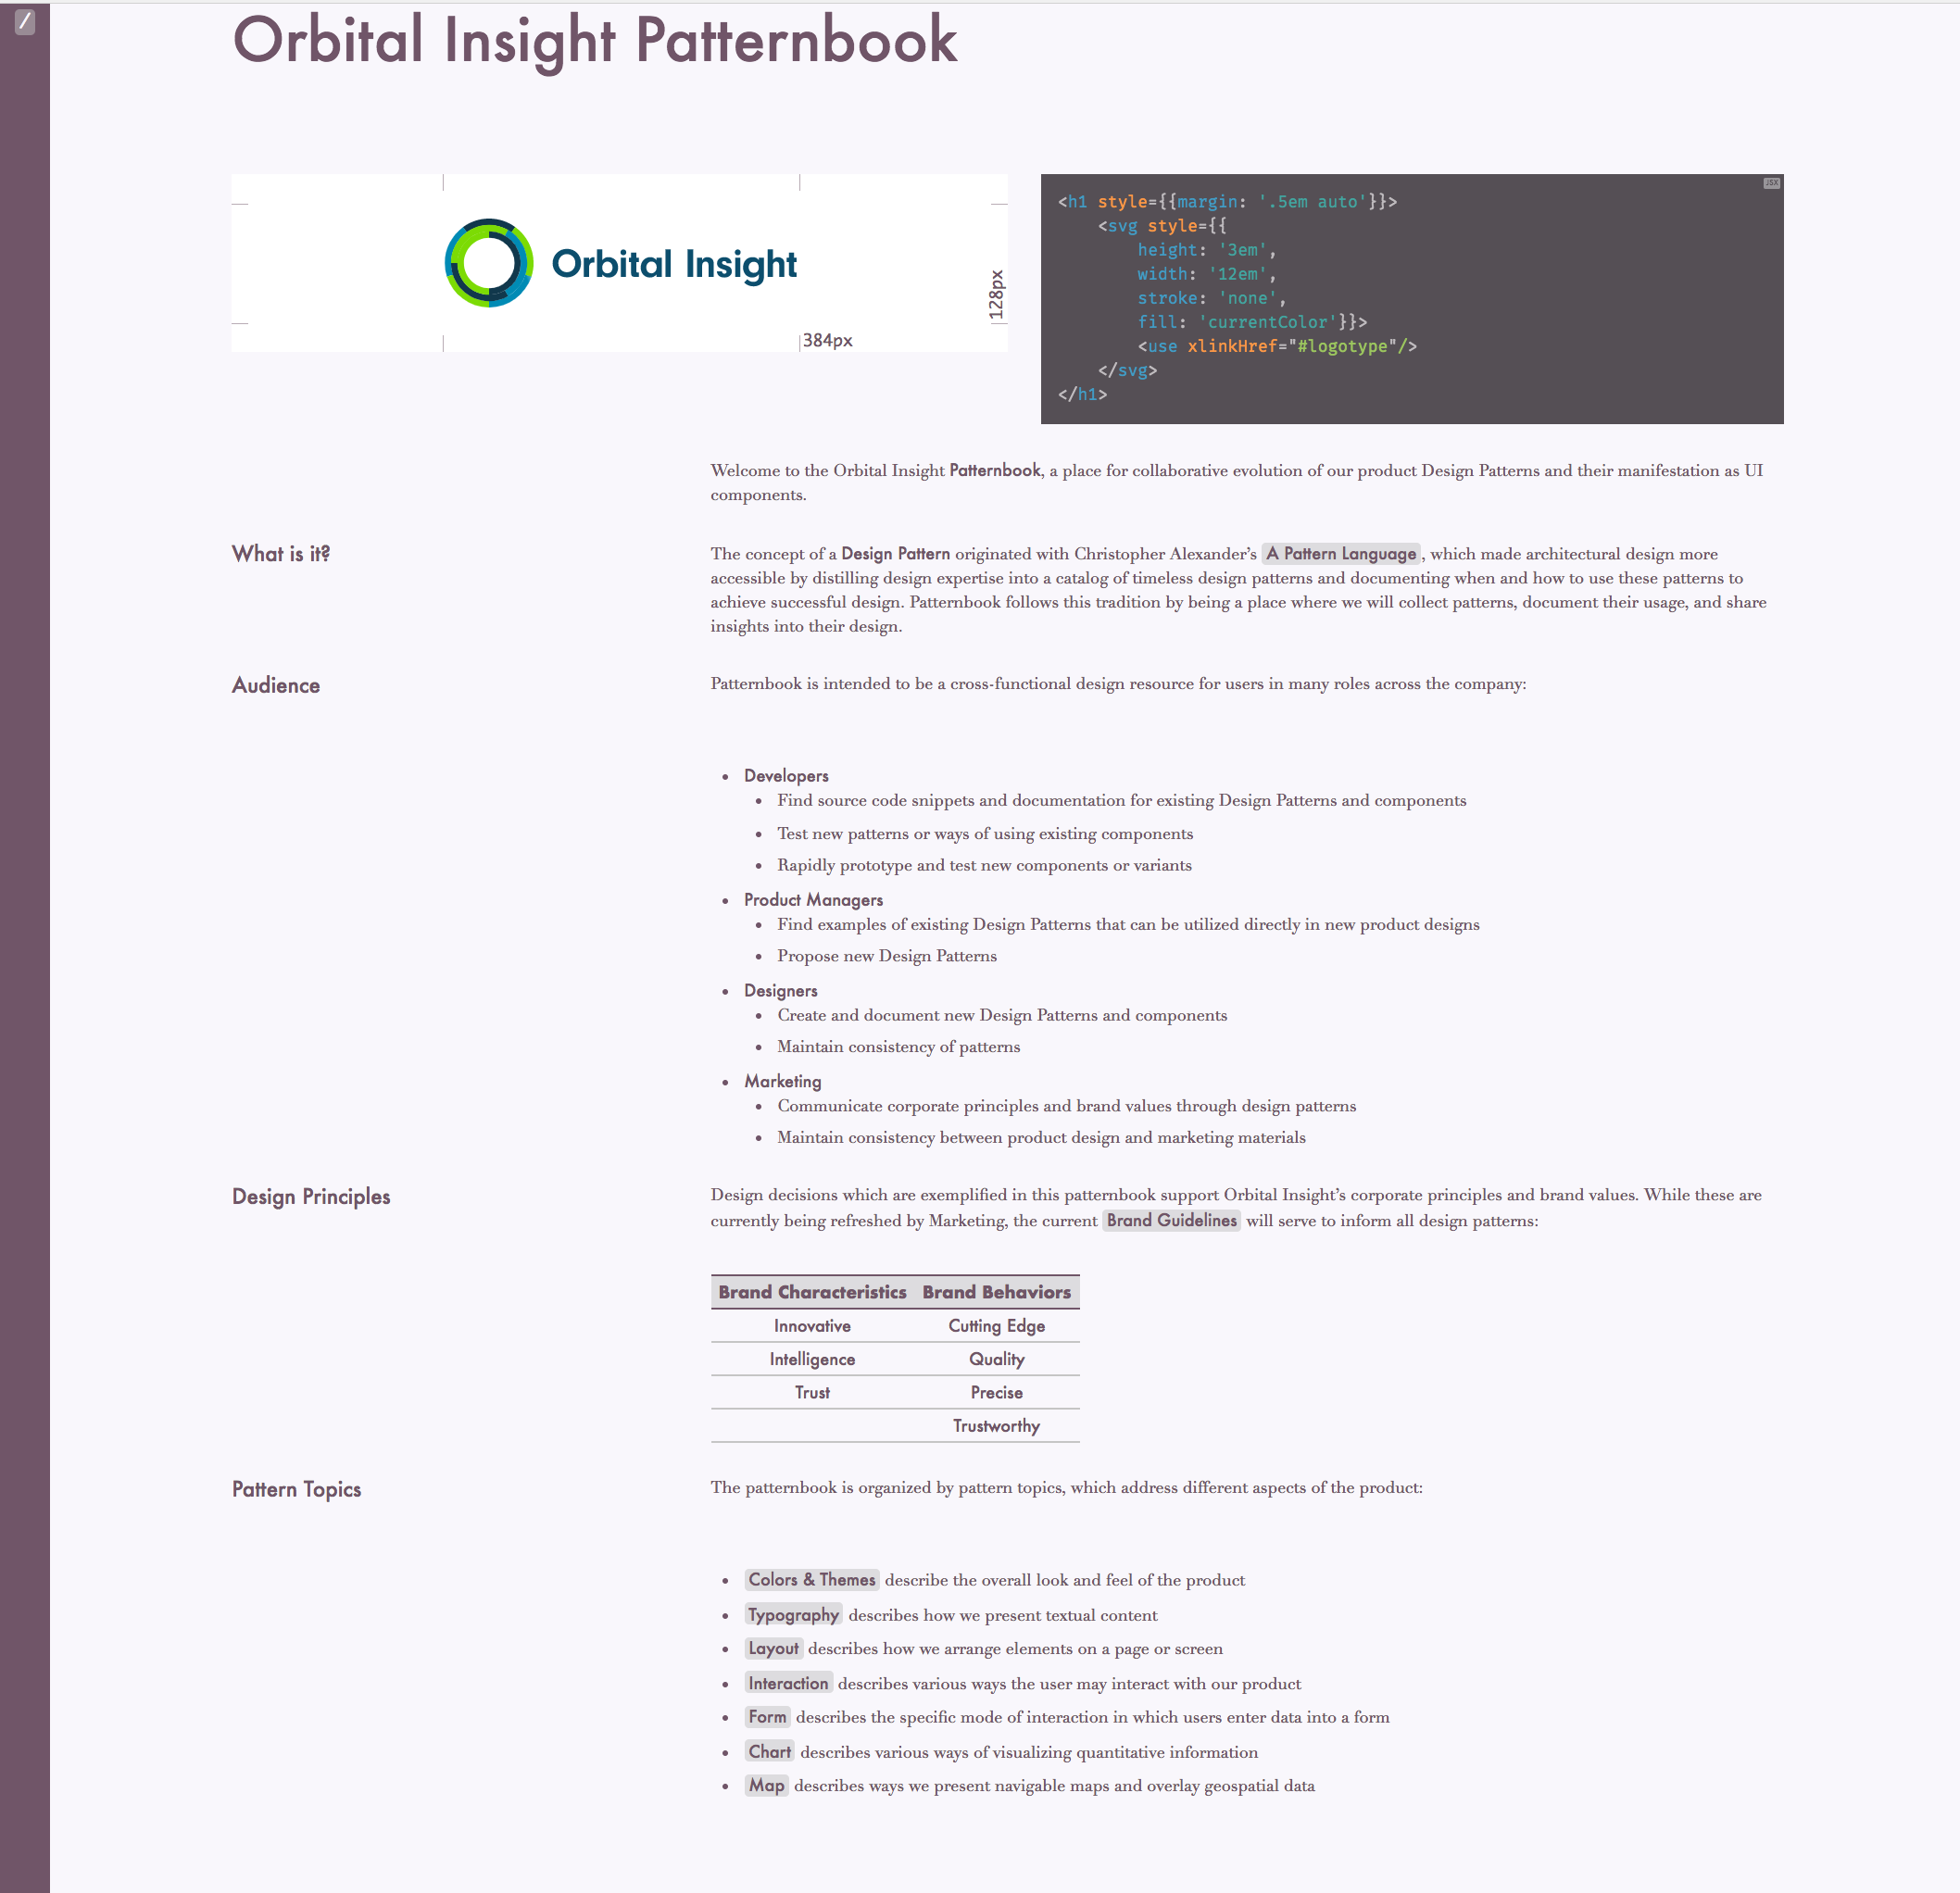 /
Orbital Insight Patternbook
Orbital Insight
128px
384px
JSX
<h1 style={{margin: '.5em auto'}}>
<svg style={{
height: '3em',
width: '12em',
stroke: 'none',
fill: 'currentColor'}}>
<use xlinkHref="#logotype"/>
</svg>
</h1>
Welcome to the Orbital Insight Patternbook, a place for collaborative evolution of our product Design Patterns and their manifestation as UI
components.
What is it?
The concept of a Design Pattern originated with Christopher Alexander’s A Pattern Language, which made architectural design more
accessible by distilling design expertise into a catalog of timeless design patterns and documenting when and how to use these patterns to
achieve successful design. Patternbook follows this tradition by being a place where we will collect patterns, document their usage, and share
insights into their design.
Audience
Patternbook is intended to be a cross-functional design resource for users in many roles across the company:
• Developers
• Find source code snippets and documentation for existing Design Patterns and components
• Test new patterns or ways of using existing components
• Rapidly prototype and test new components or variants
• Product Managers
• Find examples of existing Design Patterns that can be utilized directly in new product designs
• Propose new Design Patterns
• Designers
• Create and document new Design Patterns and components
• Maintain consistency of patterns
• Marketing
• Communicate corporate principles and brand values through design patterns
• Maintain consistency between product design and marketing materials
Design Principles
Design decisions which are exemplified in this patternbook support Orbital Insight’s corporate principles and brand values. While these are
currently being refreshed by Marketing, the current Brand Guidelines will serve to inform all design patterns:
Brand Characteristics Brand Behaviors
Innovative Cutting Edge
Intelligence Quality
Trust Precise
Trustworthy
Pattern Topics
The patternbook is organized by pattern topics, which address different aspects of the product:
• Colors & Themes describe the overall look and feel of the product
• Typography describes how we present textual content
• Layout describes how we arrange elements on a page or screen
• Interaction describes various ways the user may interact with our product
• Form describes the specific mode of interaction in which users enter data into a form
• Chart describes various ways of visualizing quantitative information
• Map describes ways we present navigable maps and overlay geospatial data